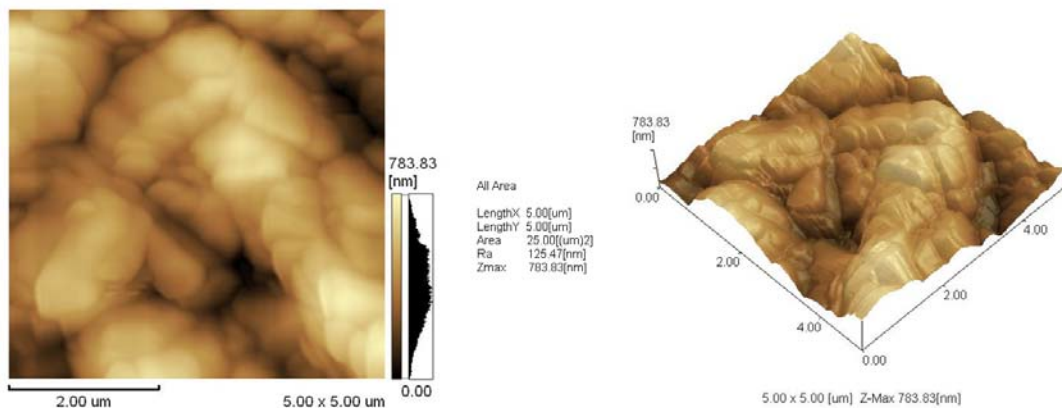 783.83
[nm]
0.00
2.00 um
5.00 x 5.00 um
All Area
LengthX 5.00[um]
LengthY 5.00[um]
Area 25.00[(um)2]
Ra 125.47[nm]
Zmax 783.83[nm]
783.83
[nm]
0.00
2.00
4.00
0.00
2.00
4.00
5.00 x 5.00 [um] Z-Max 783.83[nm]